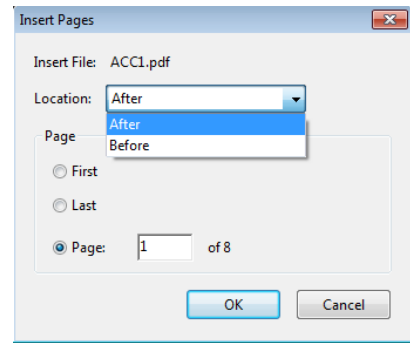 Insert Pages
Insert File: ACC1.pdf
Location: After
After
Before
Page
First
Last
Page: 1 of 8
OK Cancel